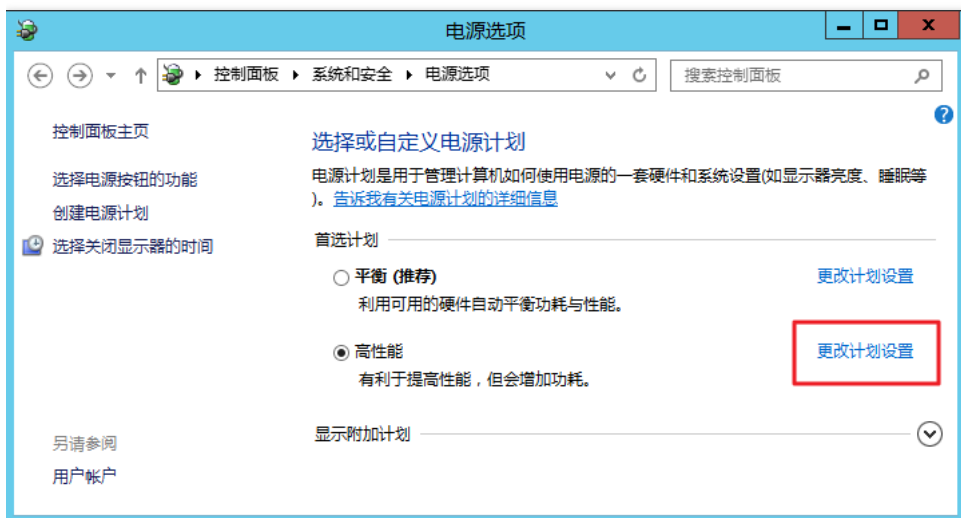 电源选项
控制面板 系统和安全 电源选项
搜索控制面板
控制面板主页
选择电源按钮的功能
创建电源计划
选择关闭显示器的时间
另请参阅
用户帐户
选择或自定义电源计划
电源计划是用于管理计算机如何使用电源的一套硬件和系统设置(如显示器亮度、睡眠等
)。告诉我有关电源计划的详细信息
首选计划
平衡 (推荐) 更改计划设置
利用可用的硬件自动平衡功耗与性能。
高性能 更改计划设置
有利于提高性能，但会增加功耗。
显示附加计划